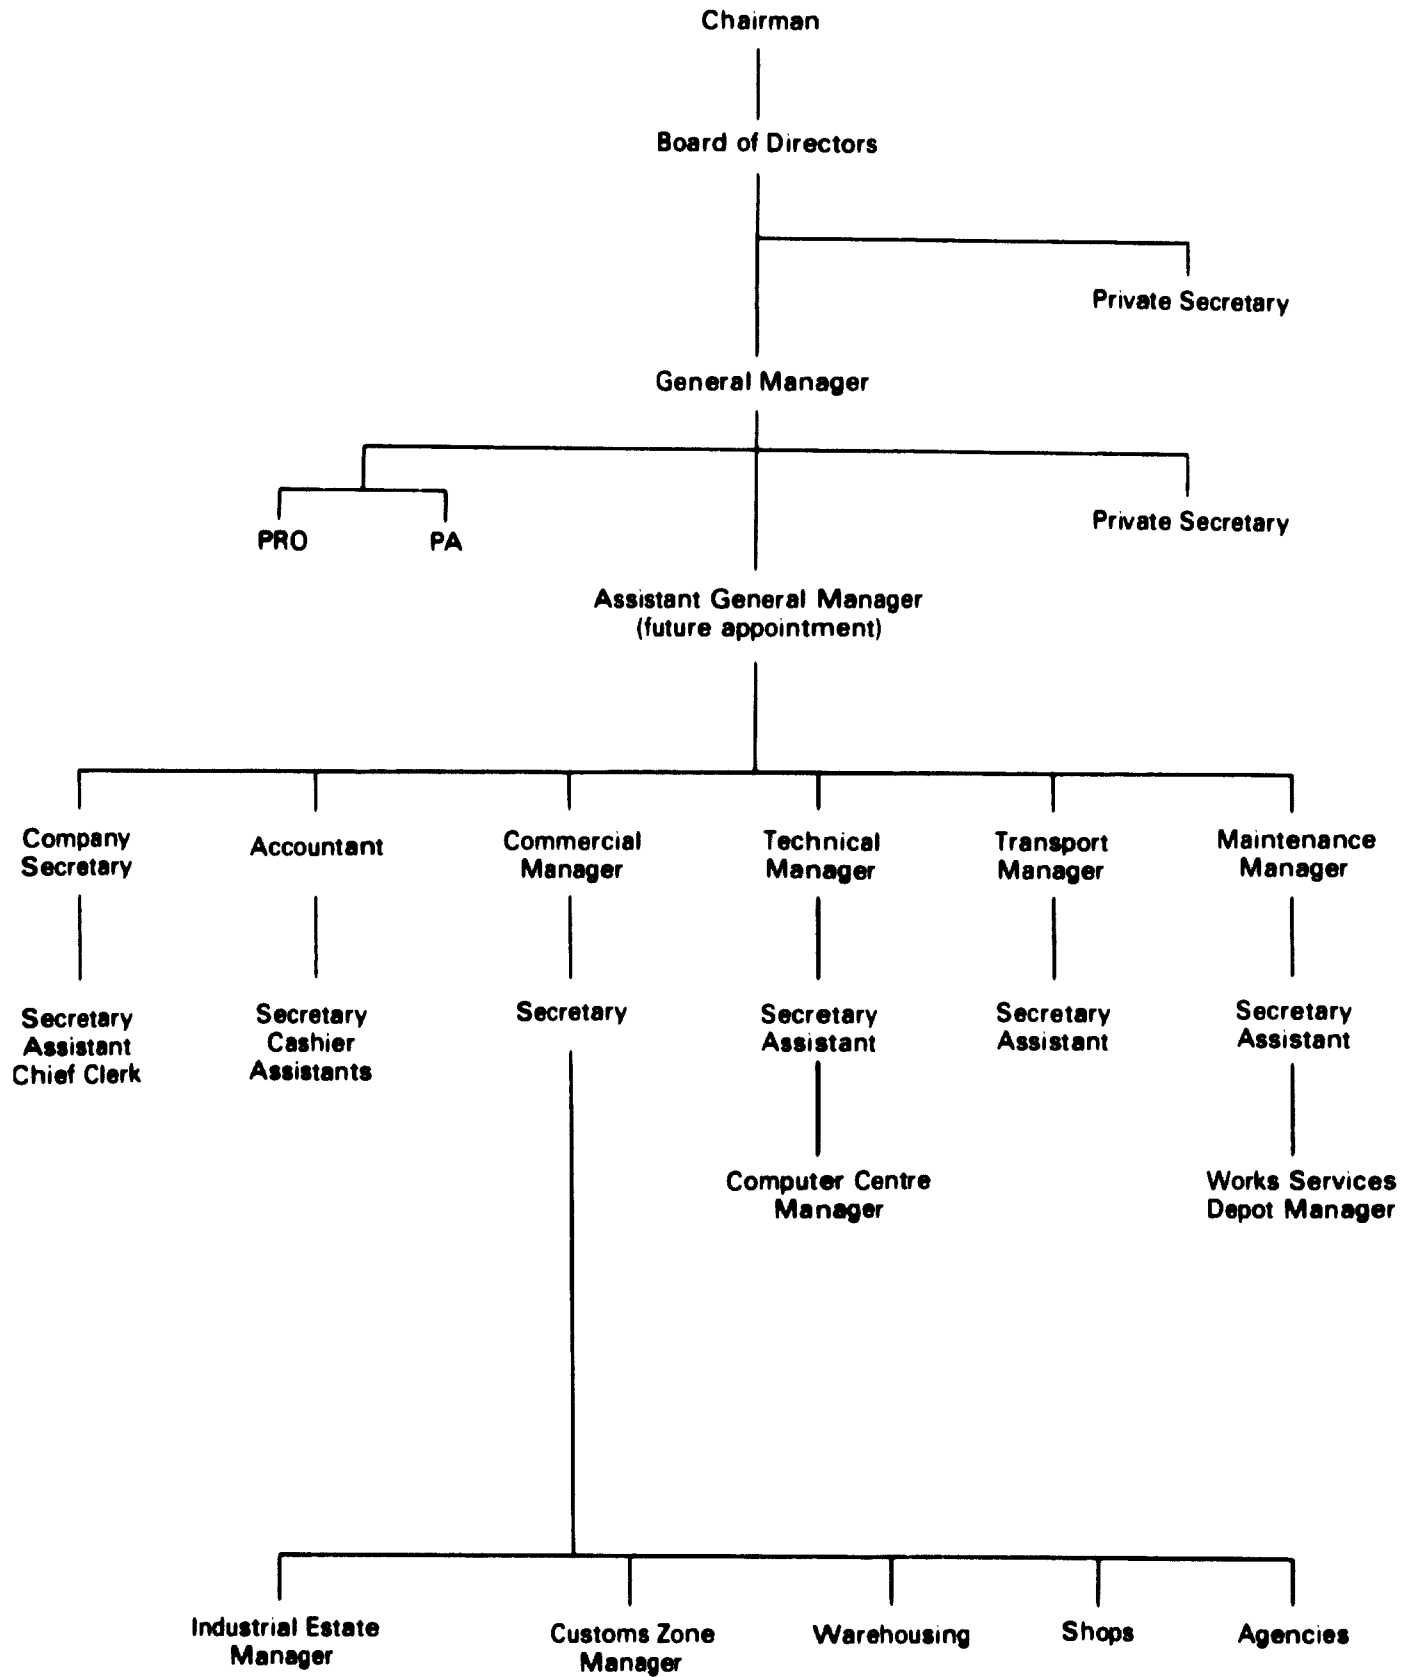 Chairman
Board of Directors
Private Secretary
General Manager
PRO
PA
Private Secretary
Assistant General Manager
(future appointment)
Company
Secretary
Accountant
Commercial
Manager
Technical
Manager
Transport
Manager
Maintenance
Manager
Secretary
Assistant
Chief Clerk
Secretary
Cashier
Assistants
Secretary
Secretary
Assistant
Secretary
Assistant
Secretary
Assistant
Computer Centre
Manager
Works Services
Depot Manager
Industrial Estate
Manager
Customs Zone
Manager
Warehousing
Shops
Agencies